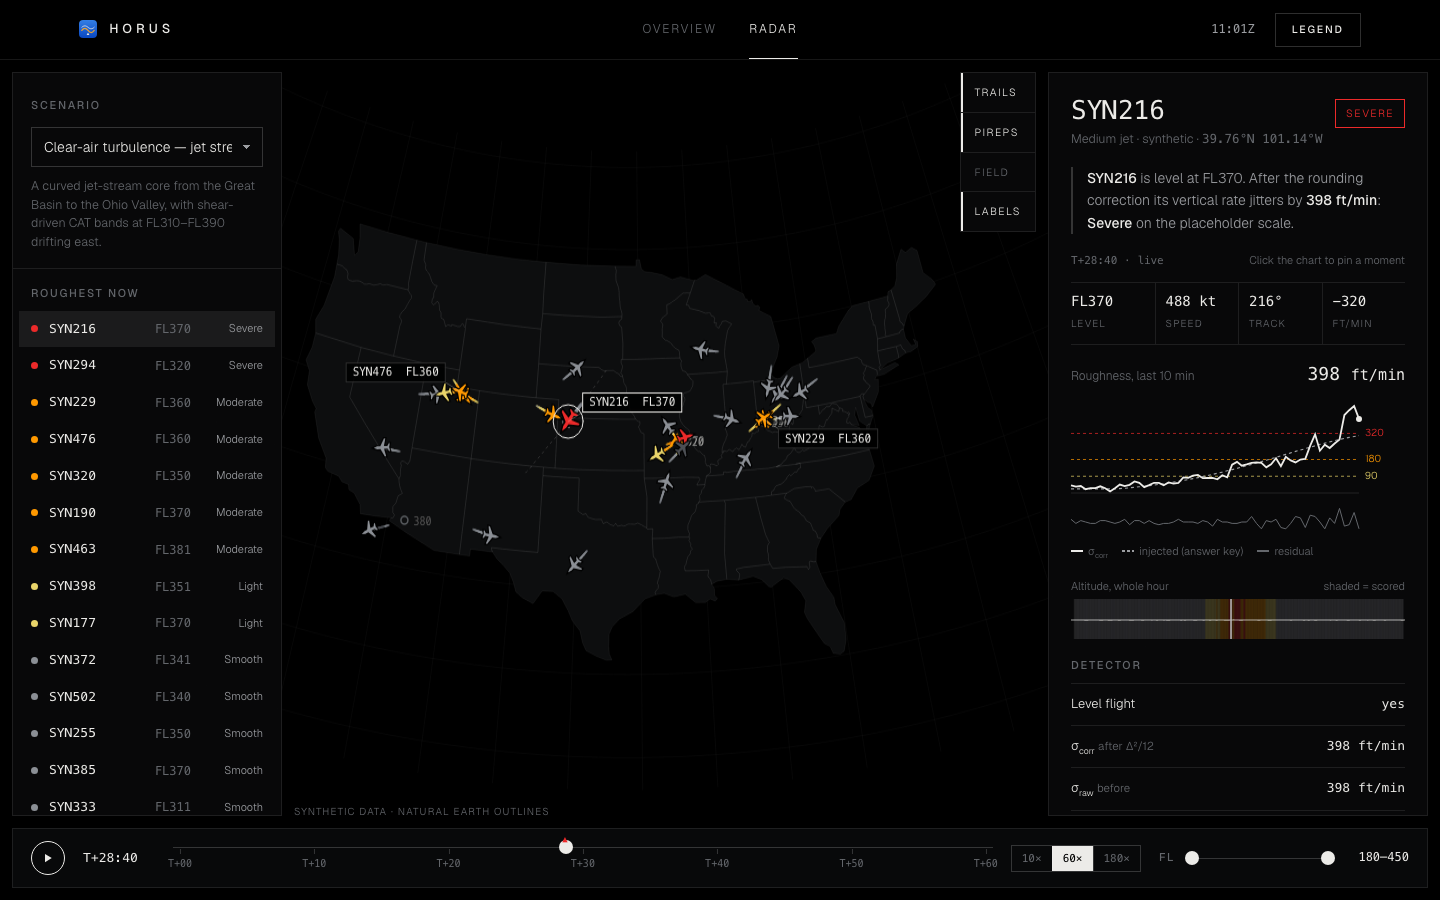 HORUS
OVERVIEW
RADAR
11:01Z
LEGEND
SCENARIO
Clear-air turbulence — jet stre
A curved jet-stream core from the Great
Basin to the Ohio Valley, with shear-
driven CAT bands at FL310–FL390
drifting east.
ROUGHEST NOW
SYN216 FL370 Severe
SYN294 FL320 Severe
SYN229 FL360 Moderate
SYN476 FL360 Moderate
SYN320 FL350 Moderate
SYN190 FL370 Moderate
SYN463 FL381 Moderate
SYN398 FL351 Light
SYN177 FL370 Light
SYN372 FL341 Smooth
SYN502 FL340 Smooth
SYN255 FL350 Smooth
SYN385 FL370 Smooth
SYN333 FL311 Smooth
TRAILS
PIREPS
FIELD
LABELS
SYN476 FL360
SYN216 FL370
SYN229 FL360
380
SYNTHETIC DATA · NATURAL EARTH OUTLINES
SYN216
SEVERE
Medium jet · synthetic · 39.76°N 101.14°W
SYN216 is level at FL370. After the rounding
correction its vertical rate jitters by 398 ft/min:
Severe on the placeholder scale.
T+28:40 · live
Click the chart to pin a moment
FL370 488 kt 216° −320
LEVEL SPEED TRACK FT/MIN
Roughness, last 10 min 398 ft/min
320
180
90
σcorr injected (answer key) residual
Altitude, whole hour shaded = scored
DETECTOR
Level flight yes
σcorr after Δ²/12 398 ft/min
σraw before 398 ft/min
T+28:40
T+00 T+10 T+20 T+30 T+40 T+50 T+60
10× 60× 180×
FL
180–450